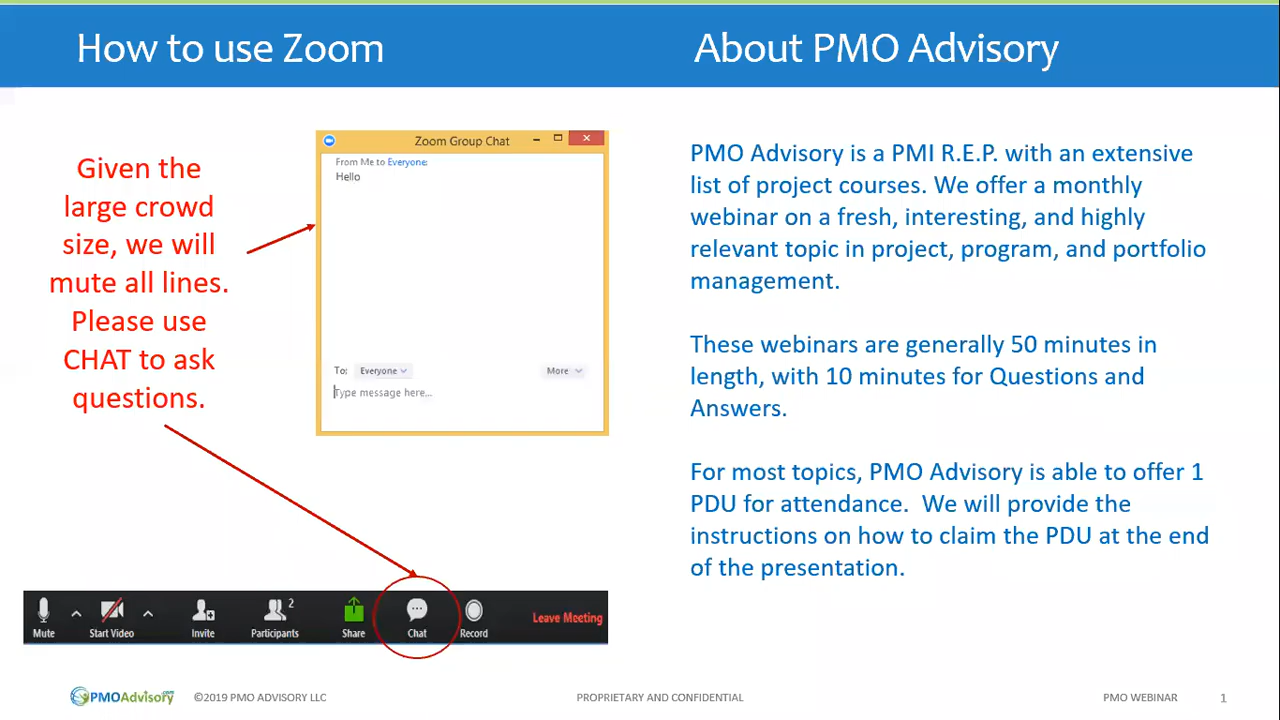 How to use Zoom
About PMO Advisory
Given the
large crowd
size, we will
mute all lines.
Please use
CHAT to ask
questions.
Zoom Group Chat
From Me to Everyone:
Hello
To: Everyone More
Type message here...
Mute
Start Video
Invite
2
Participants
Share
Chat
Record
Leave Meeting
PMO Advisory is a PMI R.E.P. with an extensive
list of project courses. We offer a monthly
webinar on a fresh, interesting, and highly
relevant topic in project, program, and portfolio
management.
These webinars are generally 50 minutes in
length, with 10 minutes for Questions and
Answers.
For most topics, PMO Advisory is able to offer 1
PDU for attendance.  We will provide the
instructions on how to claim the PDU at the end
of the presentation.
PMOAdvisory.com
©2019 PMO ADVISORY LLC
PROPRIETARY AND CONFIDENTIAL
PMO WEBINAR
1